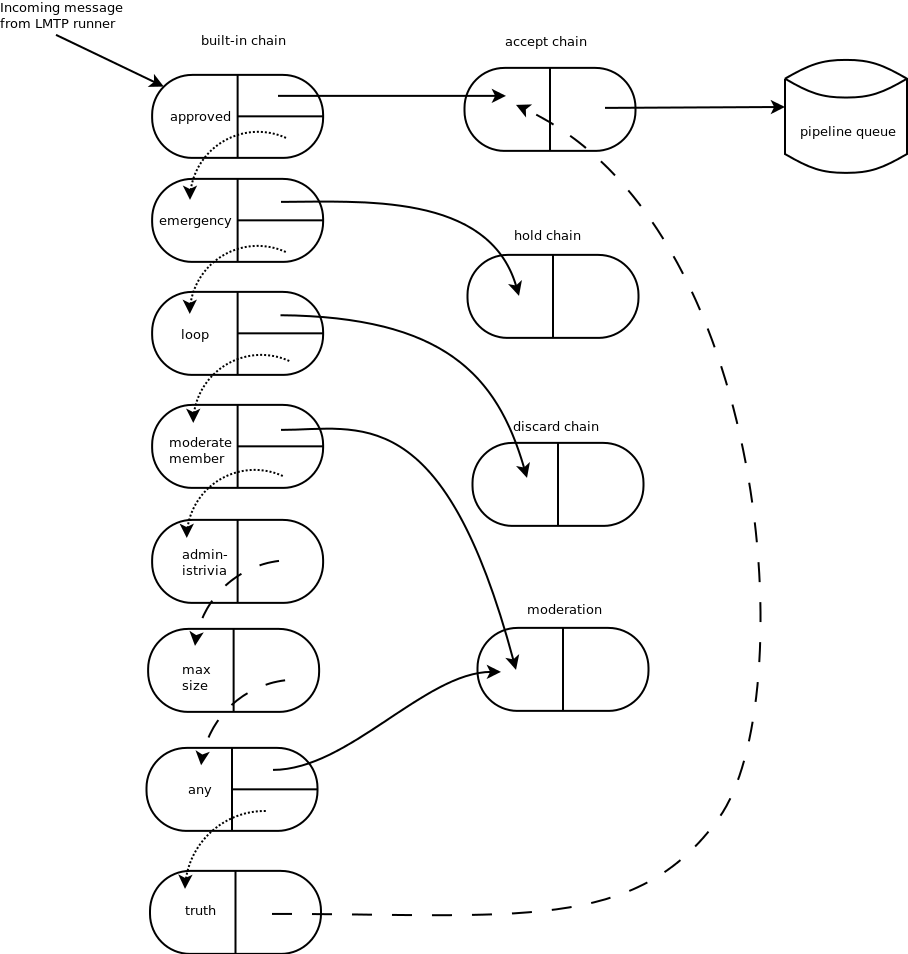 Incoming message
from LMTP runner
built-in chain
accept chain
approved
pipeline queue
emergency
hold chain
loop
discard chain
moderate
member
admin-
istrivia
moderation
max
size
any
truth